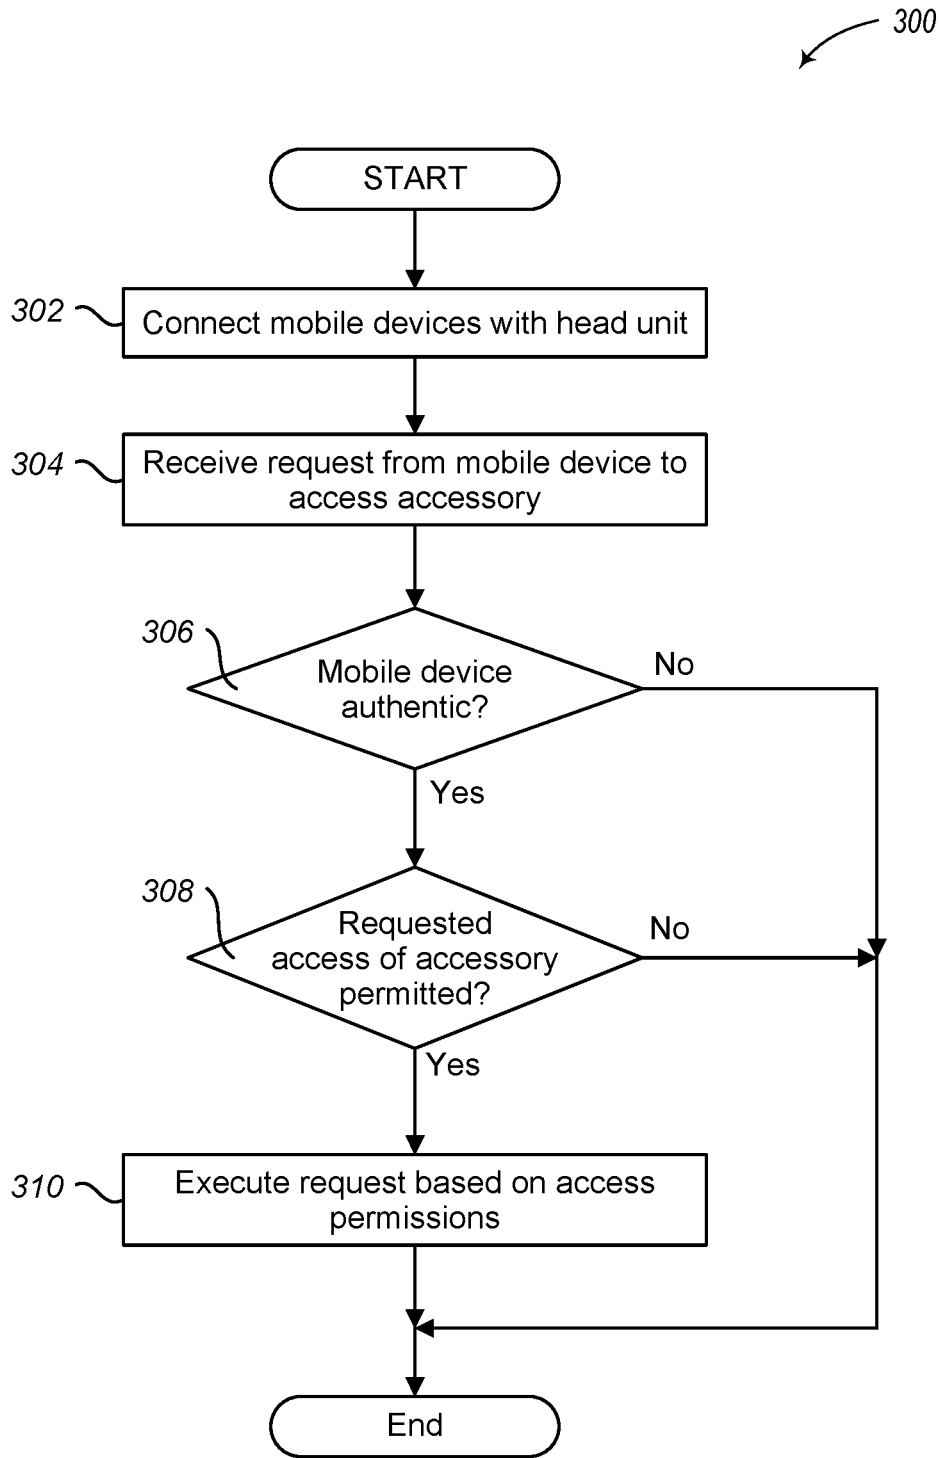 300
START
302
Connect mobile devices with head unit
304
Receive request from mobile device to
access accessory
306
Mobile device
authentic?
No
Yes
308
Requested
access of accessory
permitted?
No
Yes
310
Execute request based on access
permissions
End